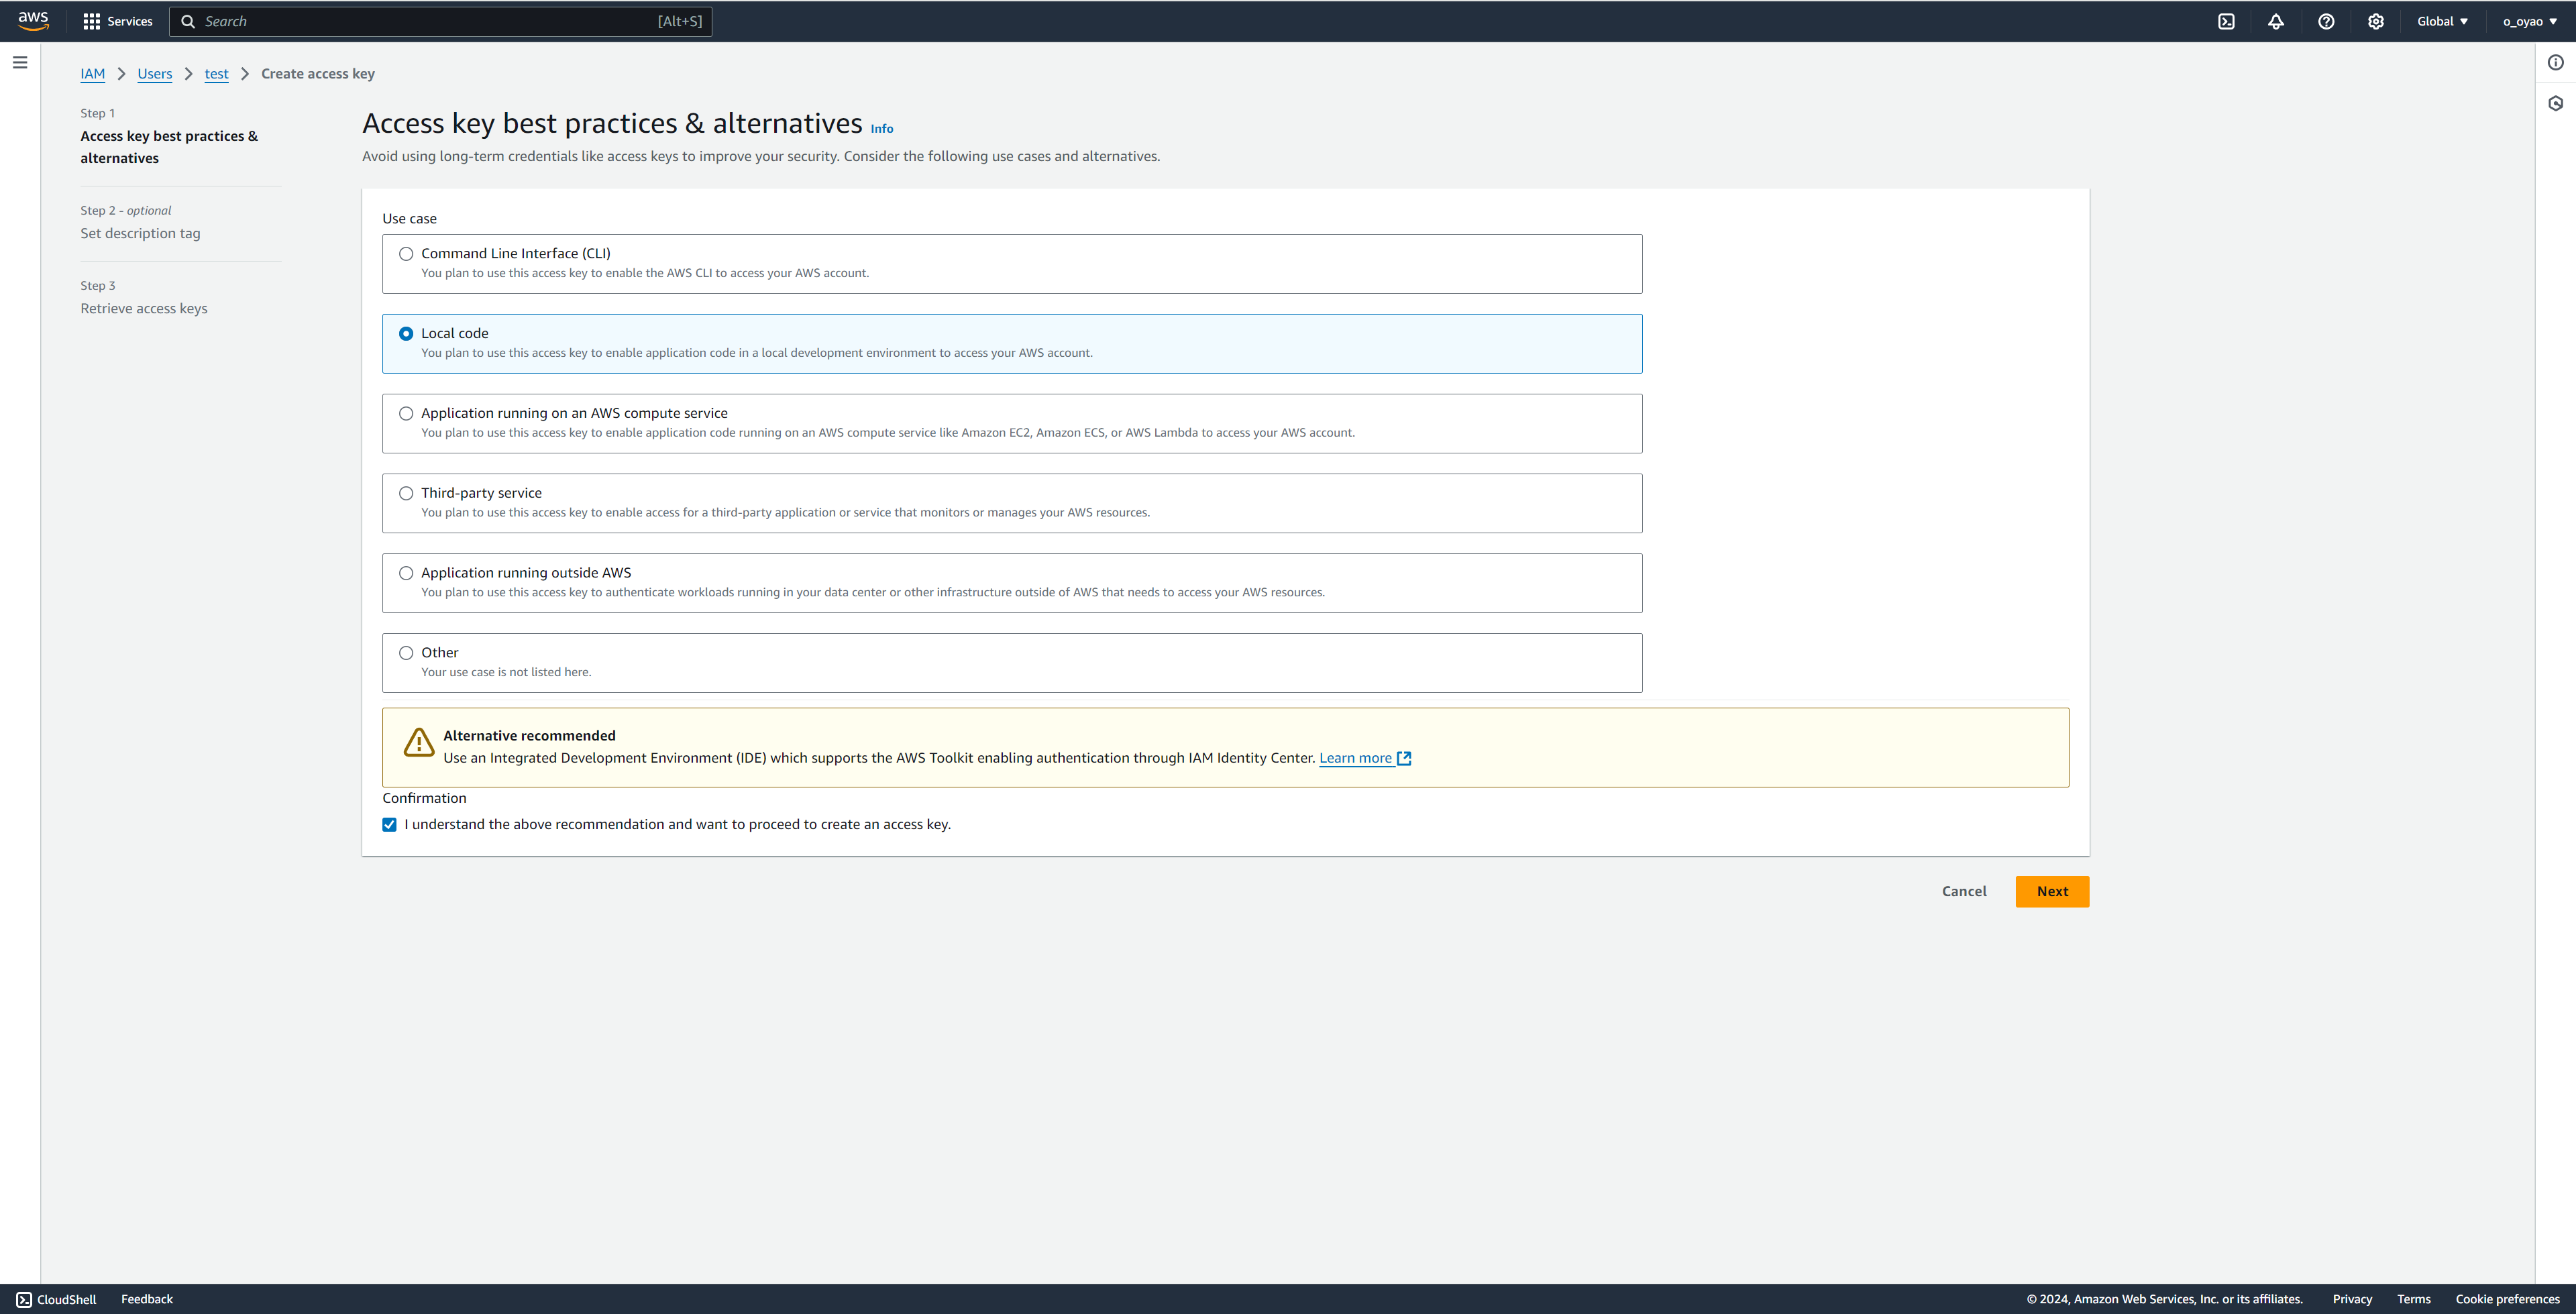 aws Services Search [Alt+S] Global o_oyao
IAM > Users > test > Create access key
Step 1
Access key best practices &
alternatives
Step 2 - optional
Set description tag
Step 3
Retrieve access keys
Access key best practices & alternatives Info
Avoid using long-term credentials like access keys to improve your security. Consider the following use cases and alternatives.
Use case
Command Line Interface (CLI)
You plan to use this access key to enable the AWS CLI to access your AWS account.
Local code
You plan to use this access key to enable application code in a local development environment to access your AWS account.
Application running on an AWS compute service
You plan to use this access key to enable application code running on an AWS compute service like Amazon EC2, Amazon ECS, or AWS Lambda to access your AWS account.
Third-party service
You plan to use this access key to enable access for a third-party application or service that monitors or manages your AWS resources.
Application running outside AWS
You plan to use this access key to authenticate workloads running in your data center or other infrastructure outside of AWS that needs to access your AWS resources.
Other
Your use case is not listed here.
Alternative recommended
Use an Integrated Development Environment (IDE) which supports the AWS Toolkit enabling authentication through IAM Identity Center. Learn more
Confirmation
I understand the above recommendation and want to proceed to create an access key.
Cancel Next
CloudShell Feedback © 2024, Amazon Web Services, Inc. or its affiliates. Privacy Terms Cookie preferences